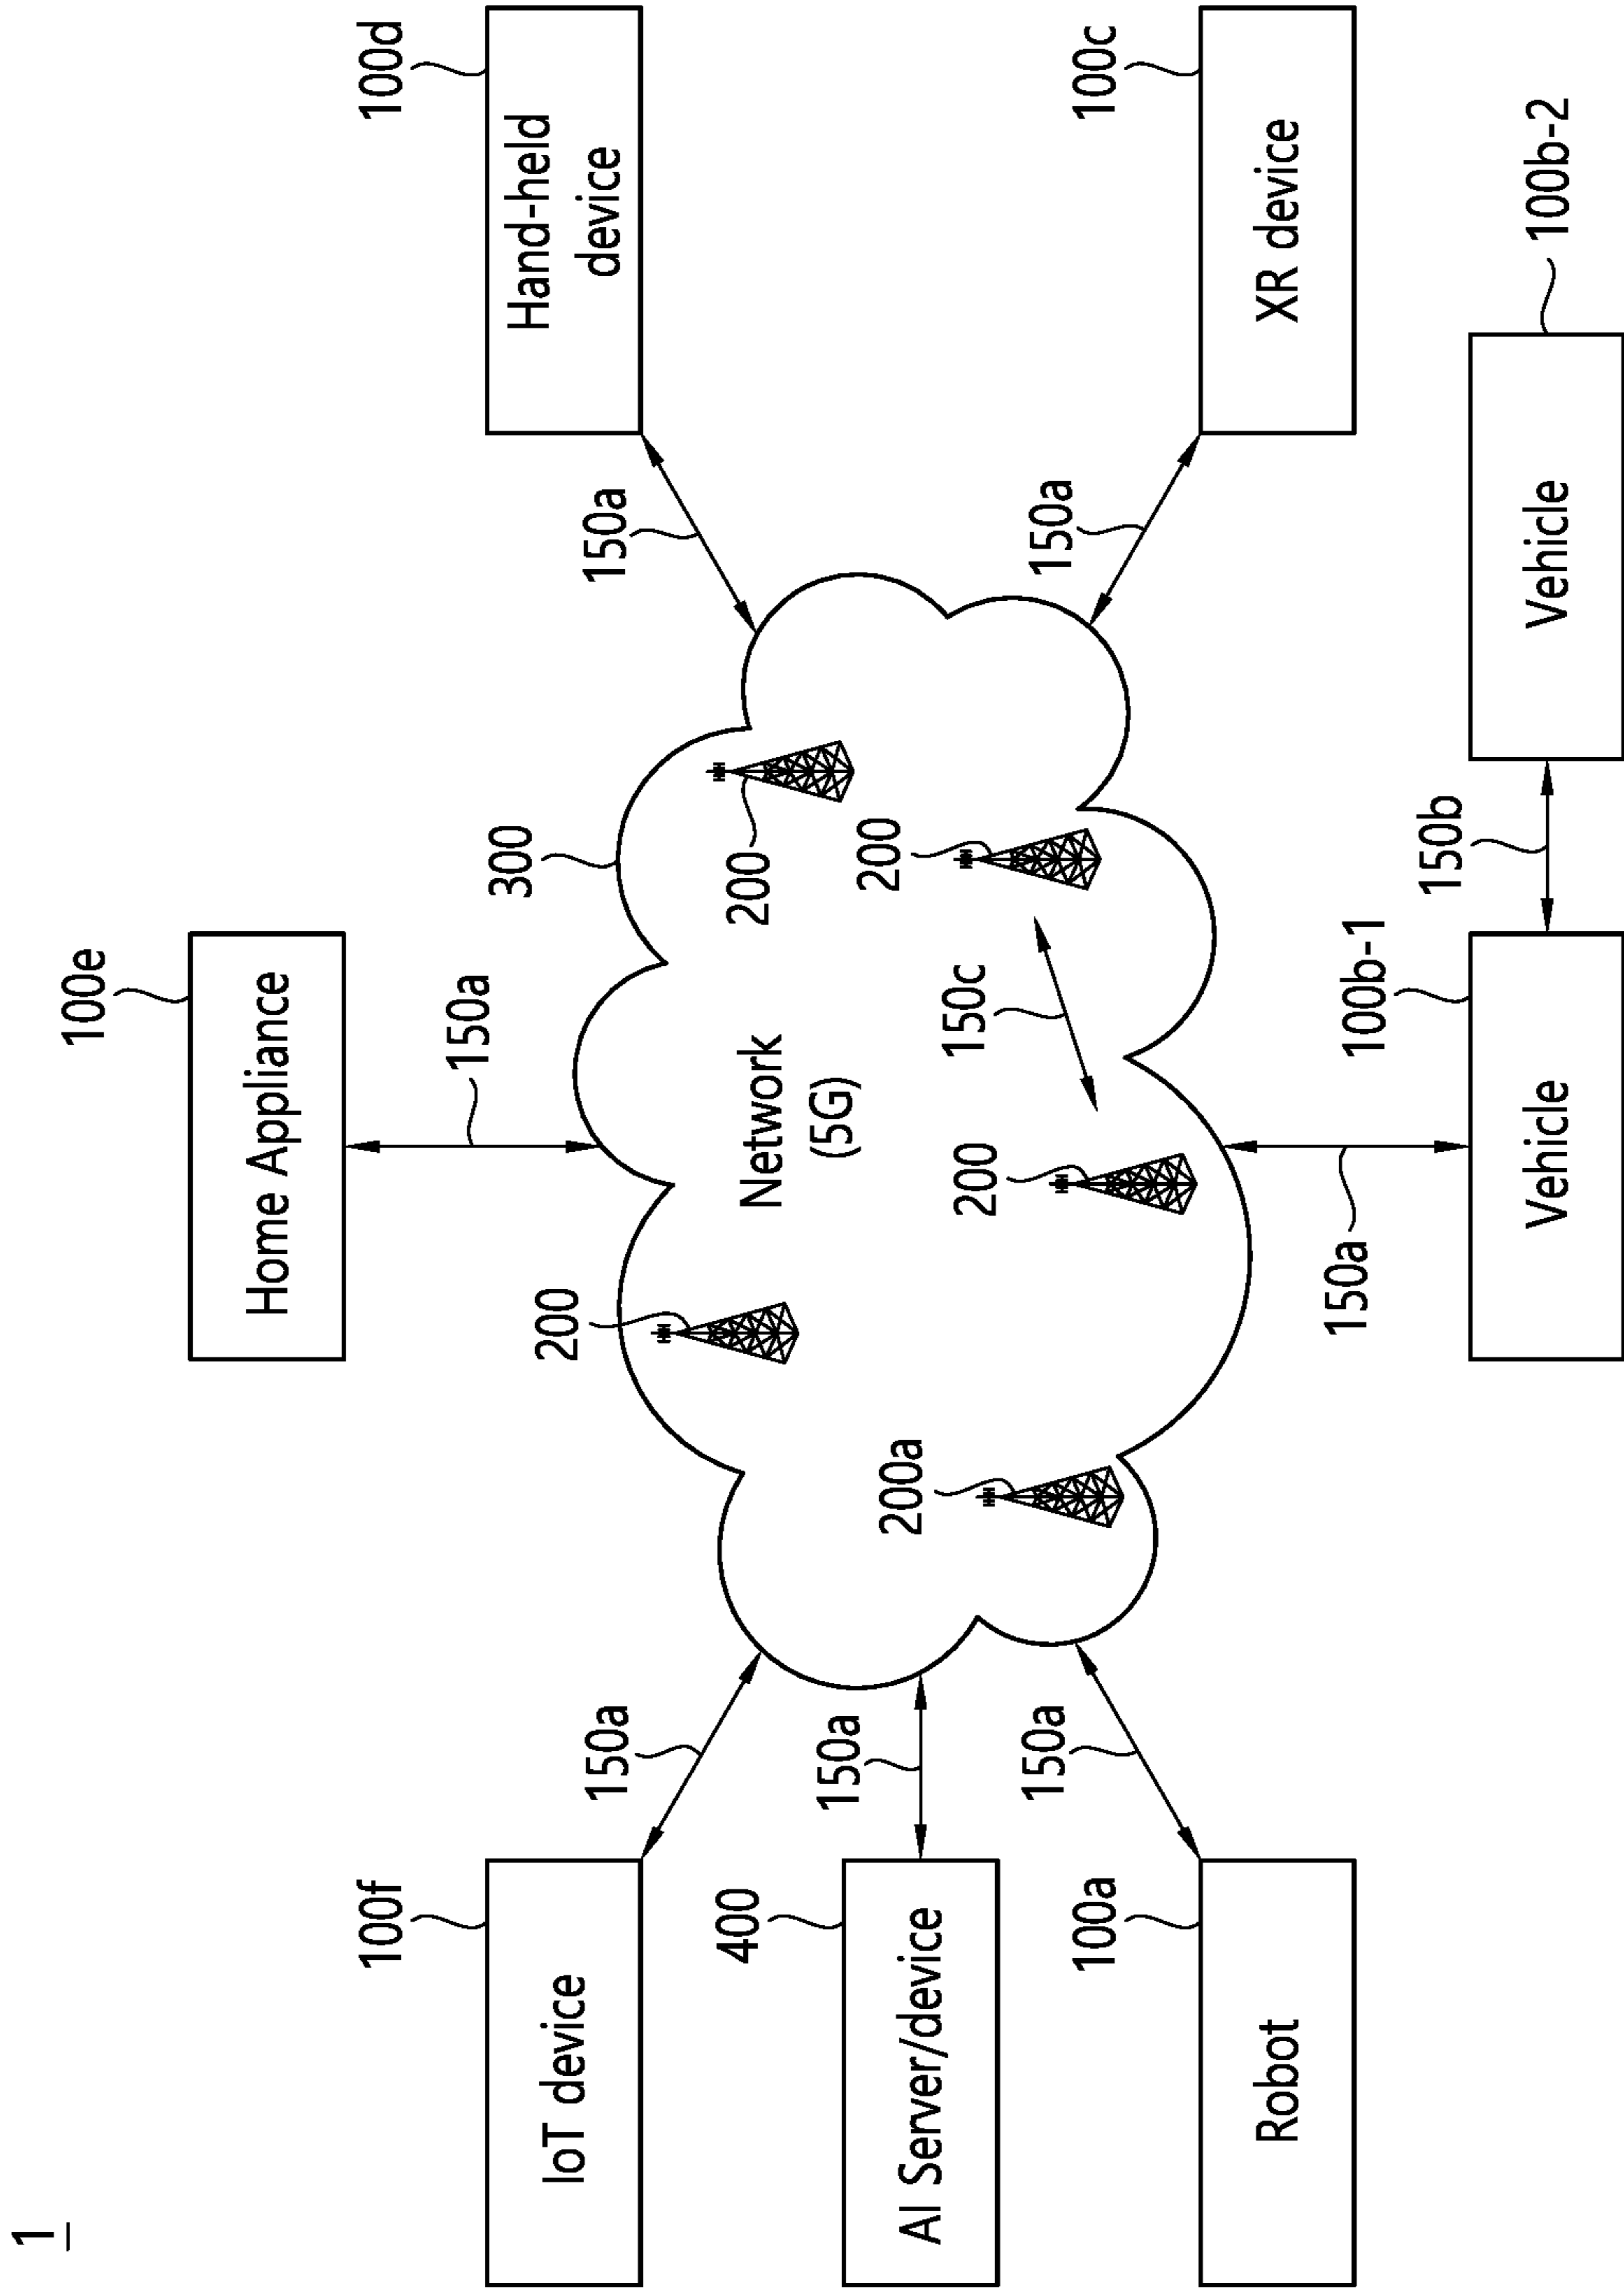 1
100e
Home Appliance
150a
100f
IoT device
150a
300
100d
Hand-held
device
150a
200
200
Network
(5G)
400
AI Server/device
150a
200a
200
200
150c
100a
Robot
150a
100c
XR device
150a
150a
100b-1
Vehicle
150b
100b-2
Vehicle